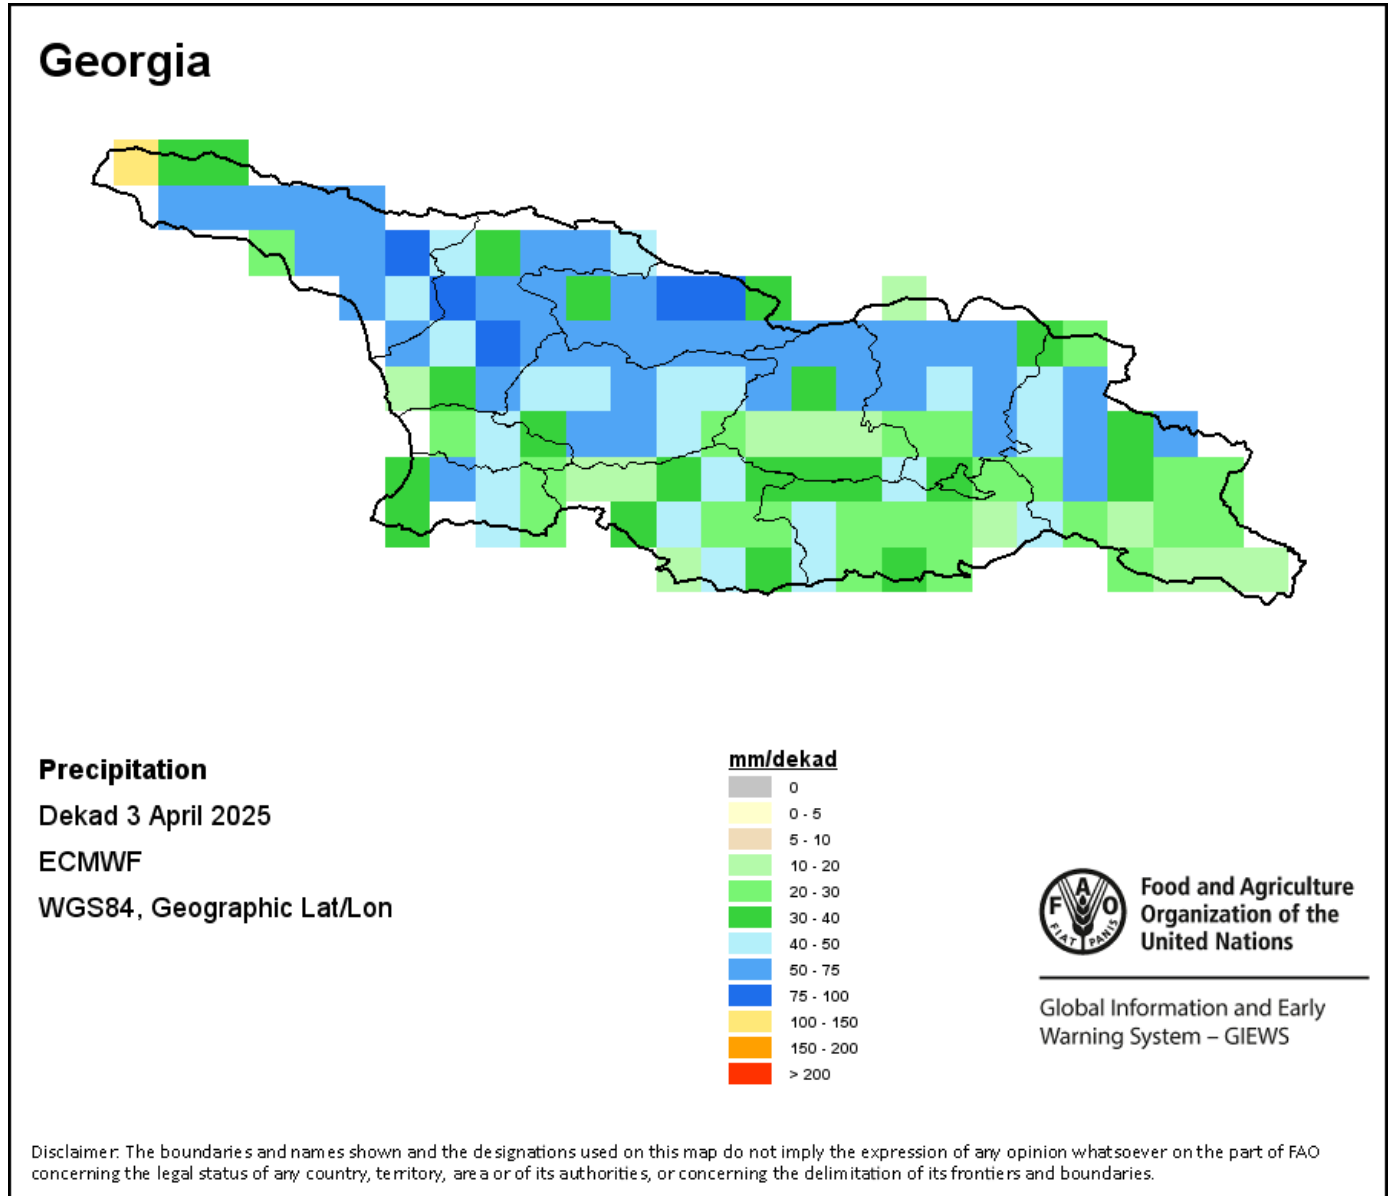 Georgia
Precipitation
Dekad 3 April 2025
ECMWF
WGS84, Geographic Lat/Lon
mm/dekad
0
0 - 5
5 - 10
10 - 20
20 - 30
30 - 40
40 - 50
50 - 75
75 - 100
100 - 150
150 - 200
> 200
F A O
FIAT PANIS
Food and Agriculture
Organization of the
United Nations
Global Information and Early
Warning System – GIEWS
Disclaimer: The boundaries and names shown and the designations used on this map do not imply the expression of any opinion whatsoever on the part of FAO
concerning the legal status of any country, territory, area or of its authorities, or concerning the delimitation of its frontiers and boundaries.